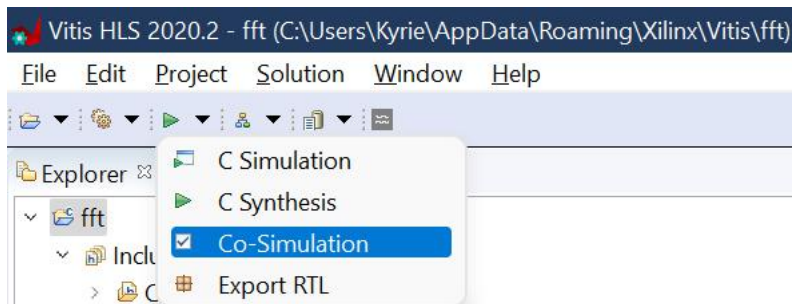 Vitis HLS 2020.2 - fft (C:\Users\Kyrie\AppData\Roaming\Xilinx\Vitis\fft)
File Edit Project Solution Window Help
Explorer
C Simulation
fft
C Synthesis
Co-Simulation
Export RTL